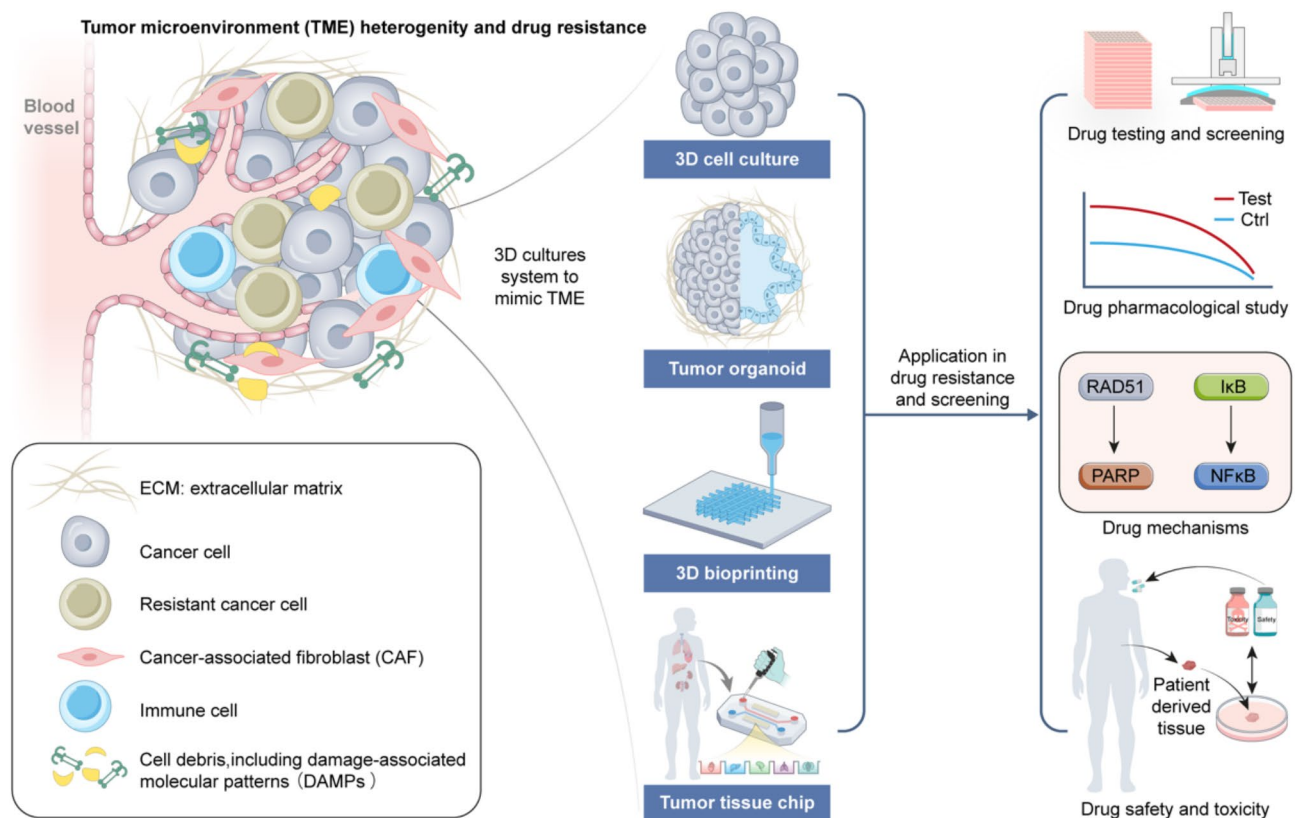 Tumor microenvironment (TME) heterogenity and drug resistance
Blood
vessel
3D cultures
system to
mimic TME
ECM: extracellular matrix
Cancer cell
Resistant cancer cell
Cancer-associated fibroblast (CAF)
Immune cell
Cell debris,including damage-associated
molecular patterns (DAMPs)
3D cell culture
Tumor organoid
3D bioprinting
Tumor tissue chip
Application in
drug resistance
and screening
Drug testing and screening
Test
Ctrl
Drug pharmacological study
RAD51
IκB
PARP
NFκB
Drug mechanisms
Toxicity
Safety
Patient
derived
tissue
Drug safety and toxicity